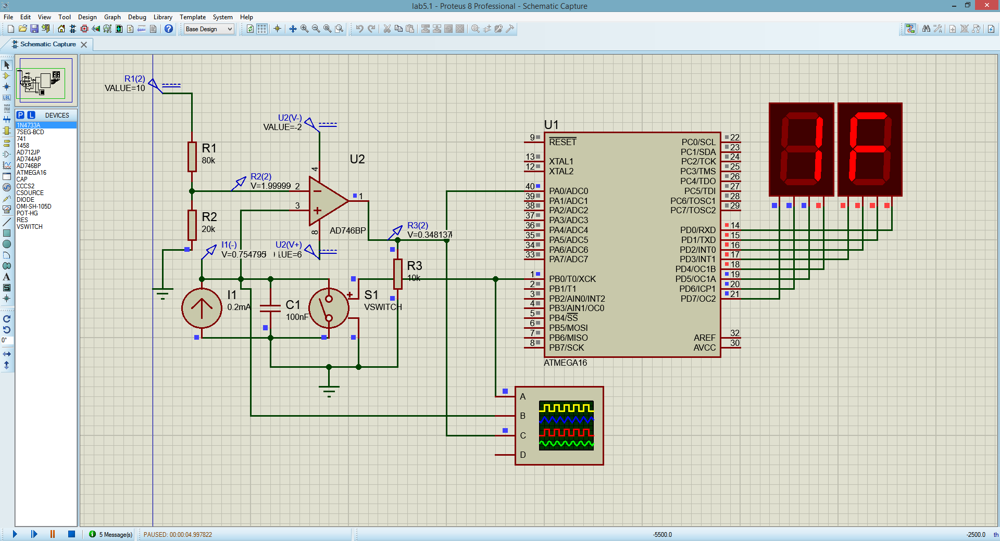 lab5.1 - Proteus 8 Professional - Schematic Capture
File Edit View Tool Design Graph Debug Library Template System Help
Base Design
Schematic Capture
P L DEVICES
1N4733A
7SEG-BCD
741
1458
AD712JP
AD744AP
AD746BP
ATMEGA16
CAP
CCCS2
CSOURCE
DIODE
OMI-SH-105D
POT-HG
RES
VSWITCH
LBL
A
S
0°
R1(2)
VALUE=10
U2(V-)
VALUE=-2
R1
80k
R2(2)
V=1.99999
U2
2
3
4
8
1
AD746BP
R2
20k
R3(2)
V=0.348137
I1(-)
V=0.754795
U2(V+)
LUE=6
R3
10k
I1
0.2mA
C1
100nF
S1
VSWITCH
U1
9 RESET
13 XTAL1
12 XTAL2
40 PA0/ADC0
39 PA1/ADC1
38 PA2/ADC2
37 PA3/ADC3
36 PA4/ADC4
35 PA5/ADC5
34 PA6/ADC6
33 PA7/ADC7
1 PB0/T0/XCK
2 PB1/T1
3 PB2/AIN0/INT2
4 PB3/AIN1/OC0
5 PB4/SS
6 PB5/MOSI
7 PB6/MISO
8 PB7/SCK
PC0/SCL 22
PC1/SDA 23
PC2/TCK 24
PC3/TMS 25
PC4/TDO 26
PC5/TDI 27
PC6/TOSC1 28
PC7/TOSC2 29
PD0/RXD 14
PD1/TXD 15
PD2/INT0 16
PD3/INT1 17
PD4/OC1B 18
PD5/OC1A 19
PD6/ICP1 20
PD7/OC2 21
AREF 32
AVCC 30
ATMEGA16
1F
A
B
C
D
5 Message(s) PAUSED: 00:00:04.997822 -5500.0 -2500.0 th